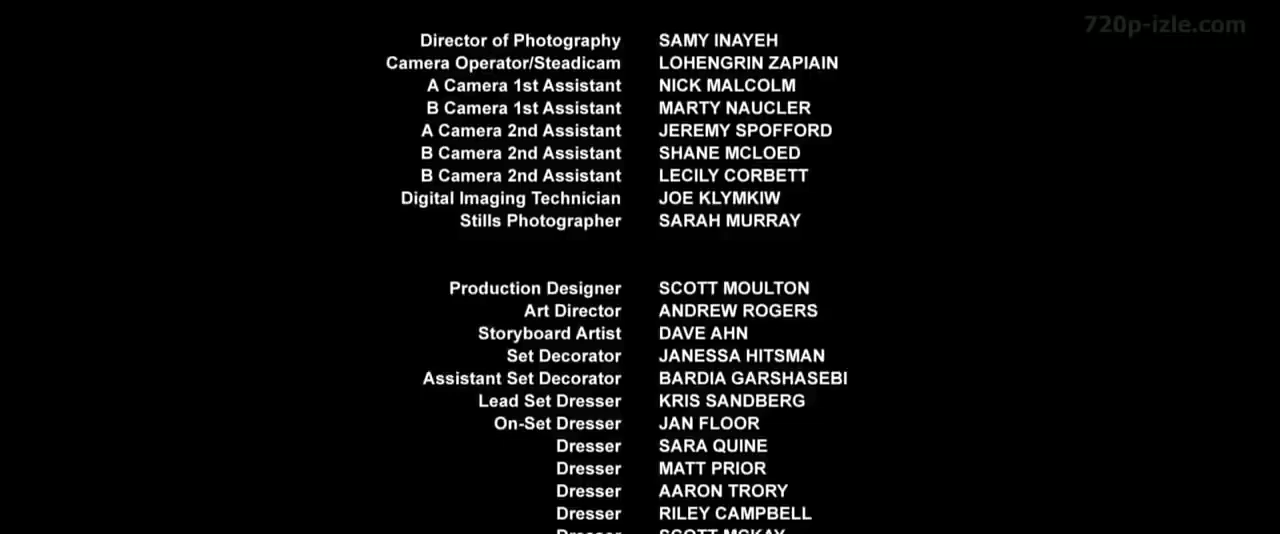 720p-izle.com
Director of Photography SAMY INAYEH
Camera Operator/Steadicam LOHENGRIN ZAPIAIN
A Camera 1st Assistant NICK MALCOLM
B Camera 1st Assistant MARTY NAUCLER
A Camera 2nd Assistant JEREMY SPOFFORD
B Camera 2nd Assistant SHANE MCLOED
B Camera 2nd Assistant LECILY CORBETT
Digital Imaging Technician JOE KLYMKIW
Stills Photographer SARAH MURRAY
Production Designer SCOTT MOULTON
Art Director ANDREW ROGERS
Storyboard Artist DAVE AHN
Set Decorator JANESSA HITSMAN
Assistant Set Decorator BARDIA GARSHASEBI
Lead Set Dresser KRIS SANDBERG
On-Set Dresser JAN FLOOR
Dresser SARA QUINE
Dresser MATT PRIOR
Dresser AARON TRORY
Dresser RILEY CAMPBELL
Dresser SCOTT MCKAY